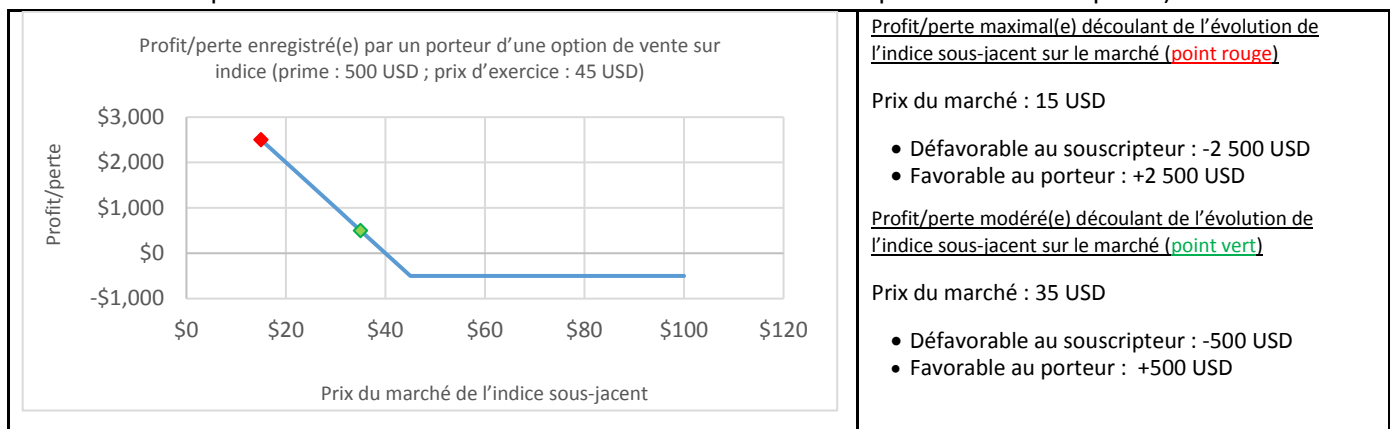 Profit/perte enregistré(e) par un porteur d'une option de vente sur
indice (prime : 500 USD ; prix d'exercice : 45 USD)
$3,000
$2,000
$1,000
$0
-$1,000
Profit/perte
$0
$20
$40
$60
$80
$100
$120
Prix du marché de l'indice sous-jacent
Profit/perte maximal(e) découlant de l'évolution de
l'indice sous-jacent sur le marché (point rouge)
Prix du marché : 15 USD
• Défavorable au souscripteur : -2 500 USD
• Favorable au porteur : +2 500 USD
Profit/perte modéré(e) découlant de l'évolution de
l'indice sous-jacent sur le marché (point vert)
Prix du marché : 35 USD
• Défavorable au souscripteur : -500 USD
• Favorable au porteur : +500 USD